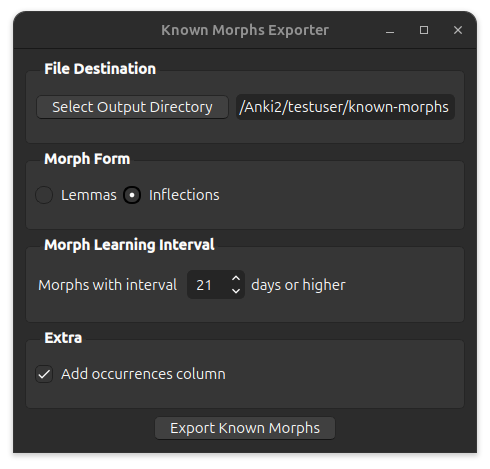 Known Morphs Exporter
File Destination
Select Output Directory /Anki2/testuser/known-morphs
Morph Form
Lemmas Inflections
Morph Learning Interval
Morphs with interval 21 days or higher
Extra
Add occurrences column
Export Known Morphs